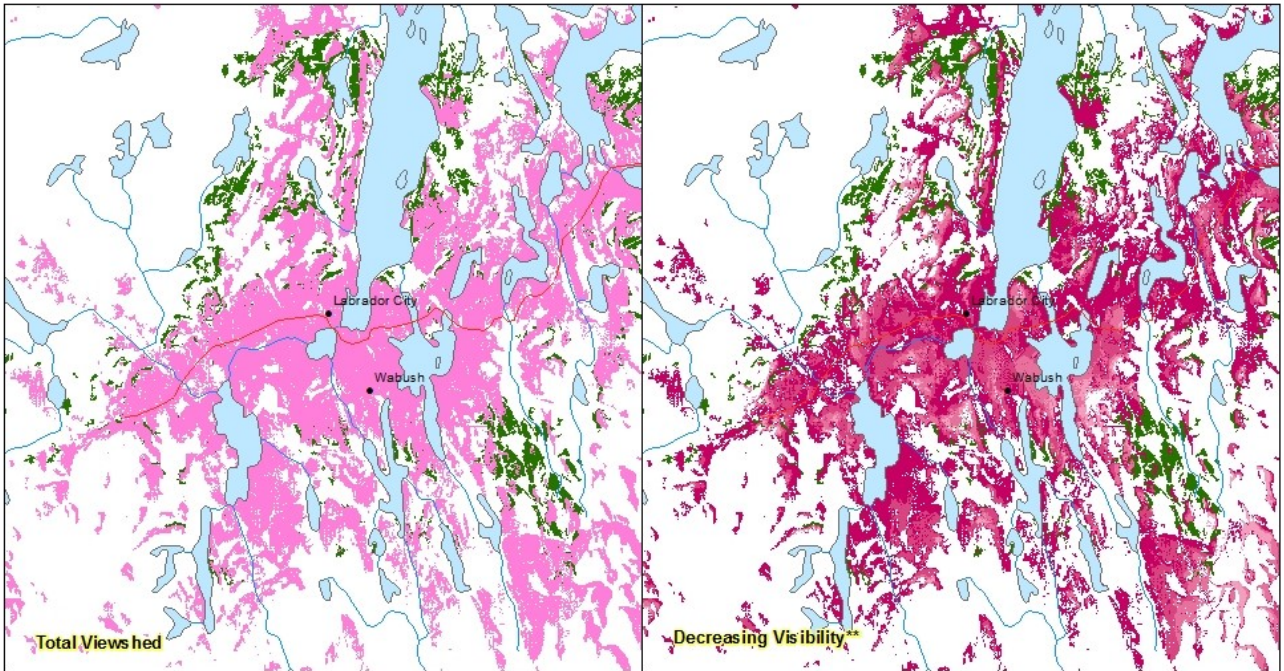 Labrador City
Wabush
Total Viewshed
Labrador City
Wabush
Decreasing Visibility**